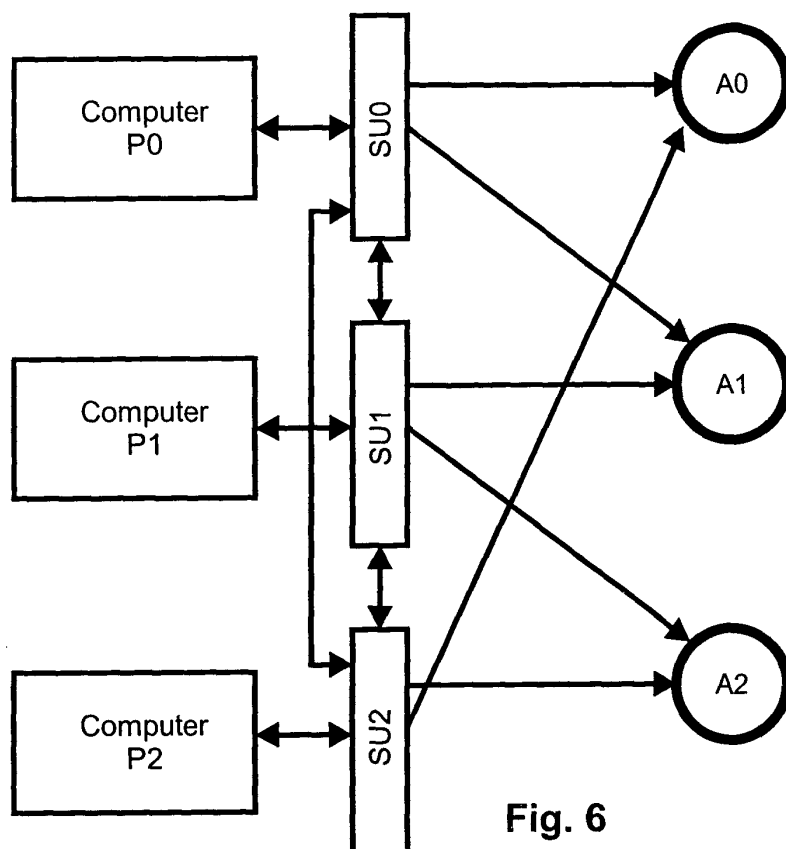 Computer
P0
SU0
A0
Computer
P1
SU1
A1
Computer
P2
SU2
A2
Fig. 6